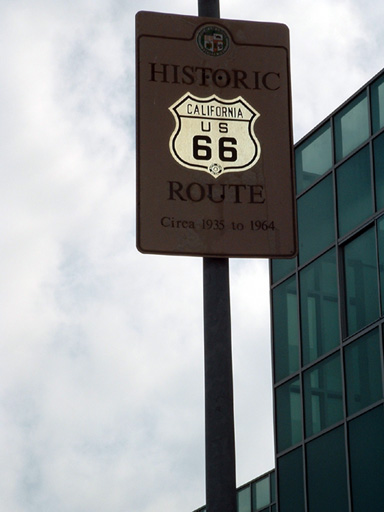 HISTORIC
CALIFORNIA
US
66
ROUTE
Circa 1935 to 1964